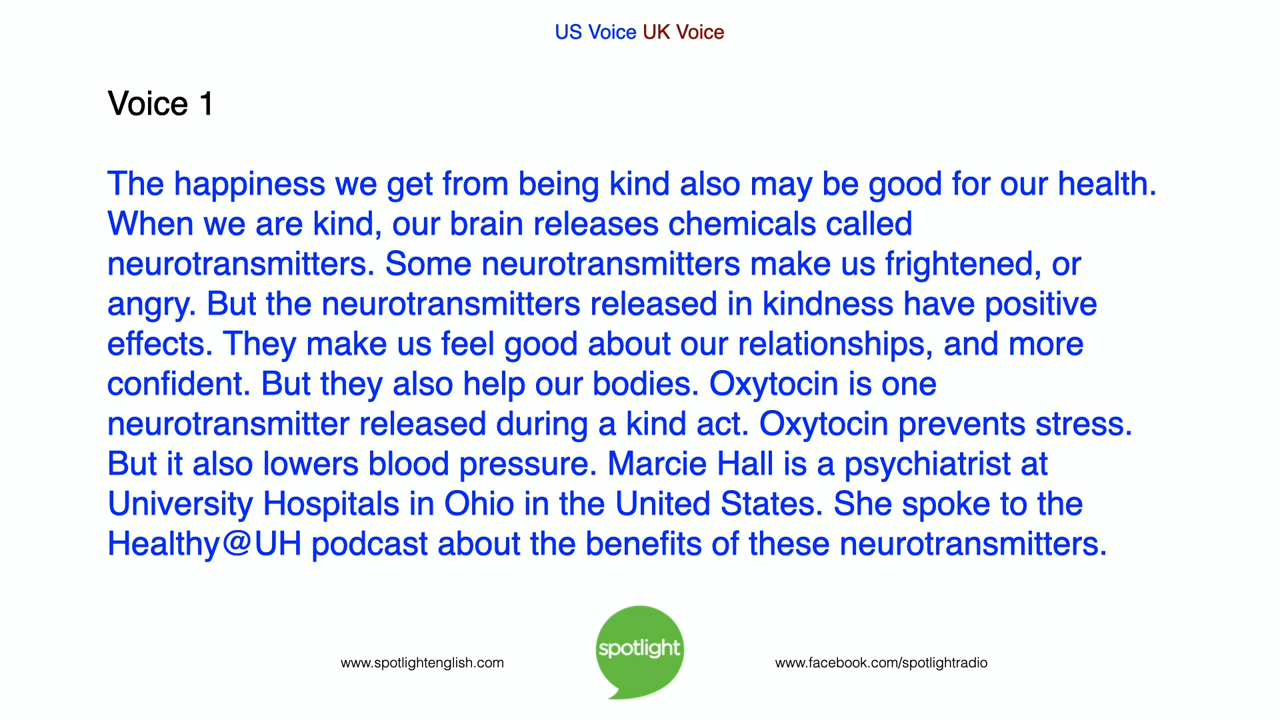 US Voice UK Voice
Voice 1
The happiness we get from being kind also may be good for our health.
When we are kind, our brain releases chemicals called
neurotransmitters. Some neurotransmitters make us frightened, or
angry. But the neurotransmitters released in kindness have positive
effects. They make us feel good about our relationships, and more
confident. But they also help our bodies. Oxytocin is one
neurotransmitter released during a kind act. Oxytocin prevents stress.
But it also lowers blood pressure. Marcie Hall is a psychiatrist at
University Hospitals in Ohio in the United States. She spoke to the
Healthy@UH podcast about the benefits of these neurotransmitters.
www.spotlightenglish.com
spotlight
www.facebook.com/spotlightradio